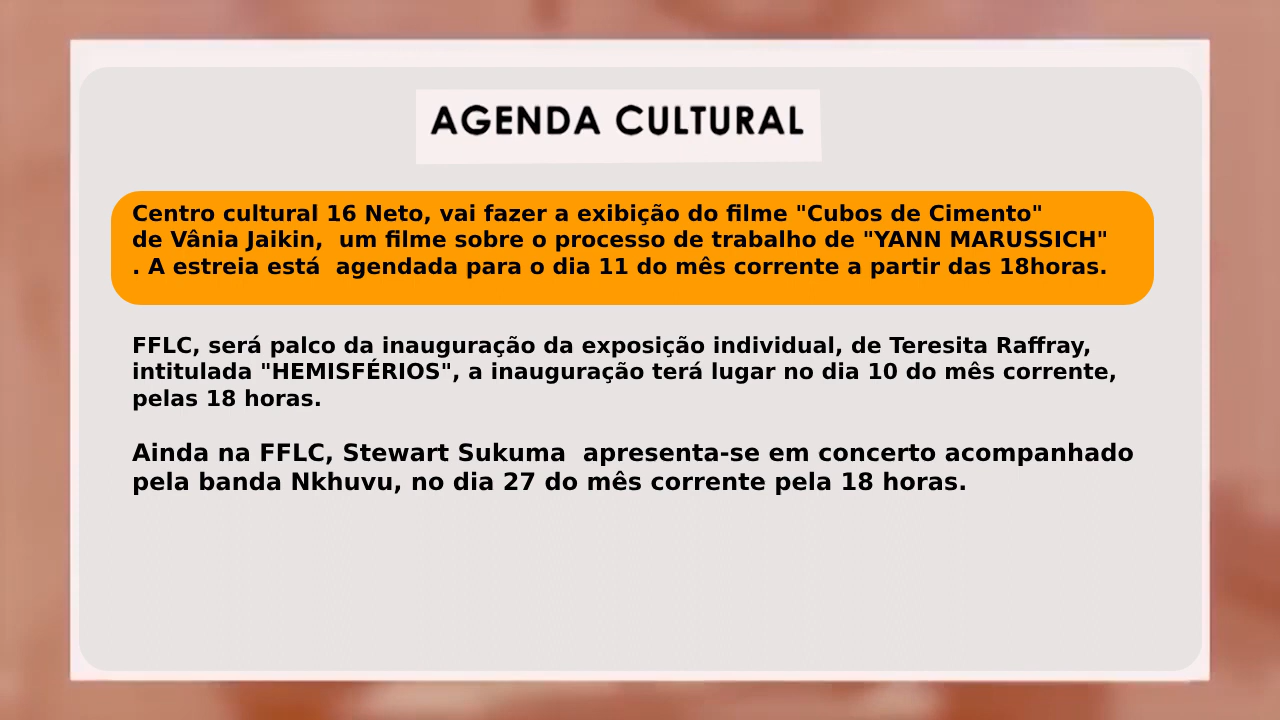 AGENDA CULTURAL
Centro cultural 16 Neto, vai fazer a exibição do filme "Cubos de Cimento"
de Vânia Jaikin,  um filme sobre o processo de trabalho de "YANN MARUSSICH"
. A estreia está  agendada para o dia 11 do mês corrente a partir das 18horas.
FFLC, será palco da inauguração da exposição individual, de Teresita Raffray,
intitulada "HEMISFÉRIOS", a inauguração terá lugar no dia 10 do mês corrente,
pelas 18 horas.
Ainda na FFLC, Stewart Sukuma  apresenta-se em concerto acompanhado
pela banda Nkhuvu, no dia 27 do mês corrente pela 18 horas.